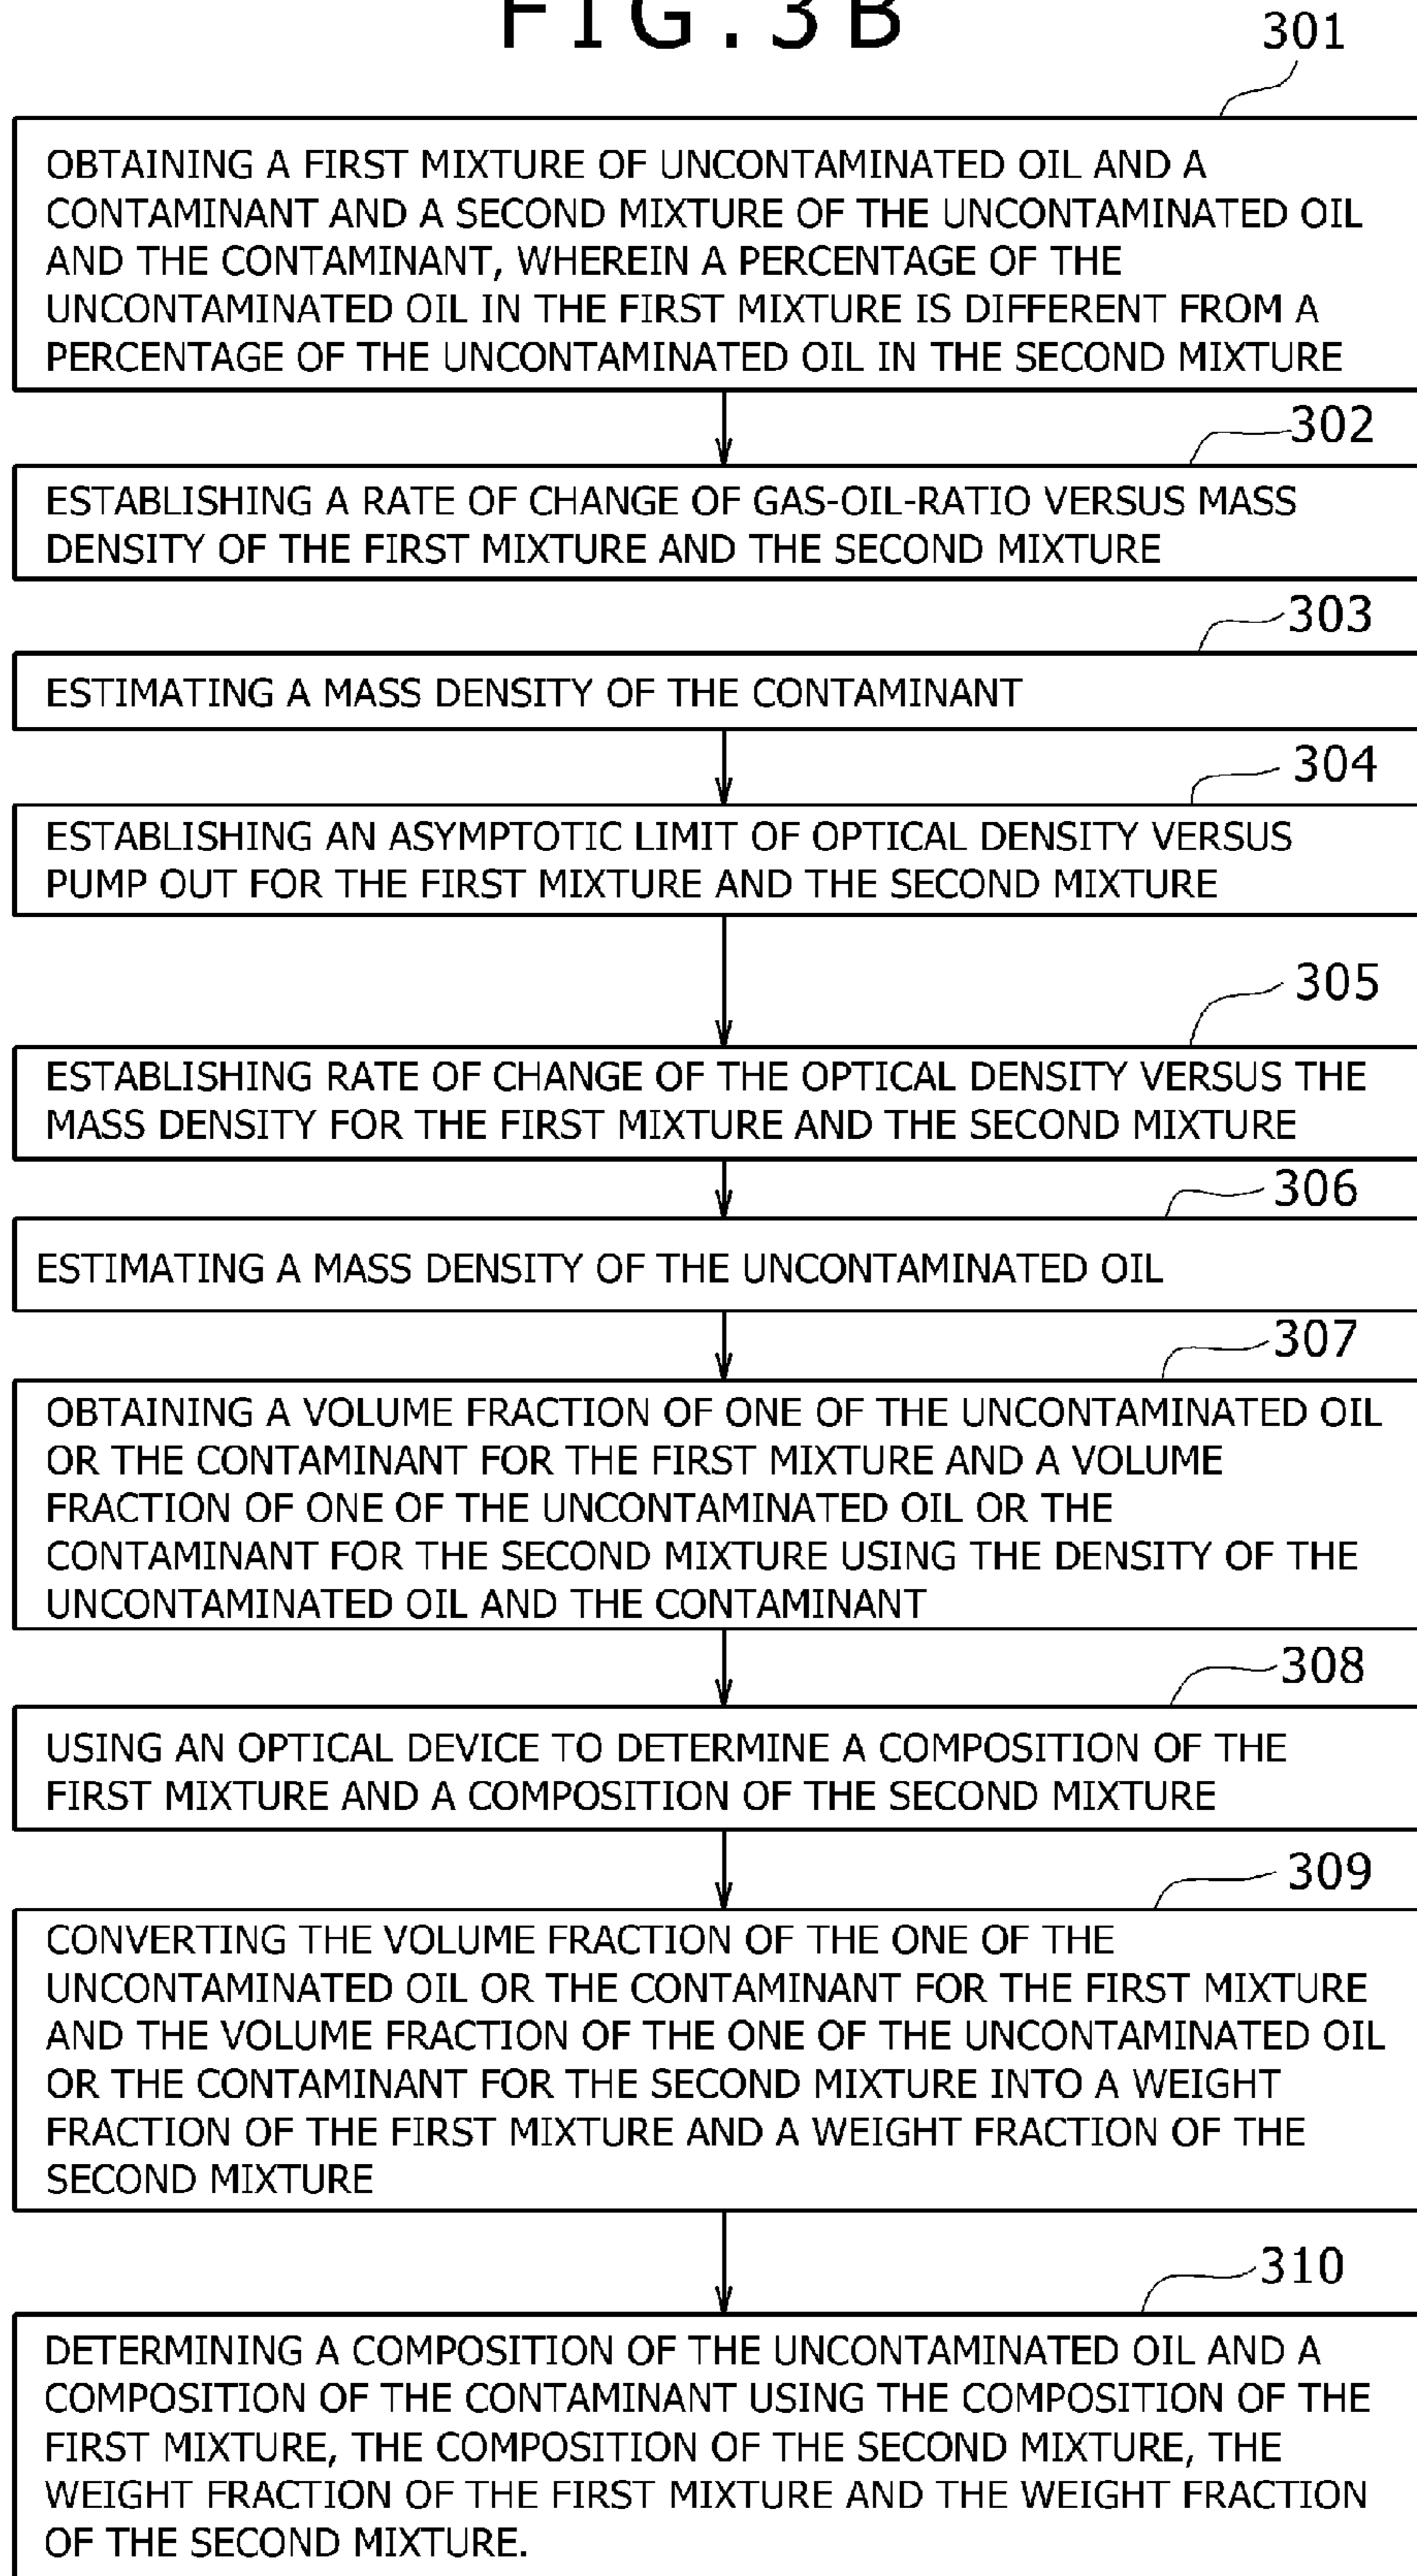 FIG.3B
301
OBTAINING A FIRST MIXTURE OF UNCONTAMINATED OIL AND A
CONTAMINANT AND A SECOND MIXTURE OF THE UNCONTAMINATED OIL
AND THE CONTAMINANT, WHEREIN A PERCENTAGE OF THE
UNCONTAMINATED OIL IN THE FIRST MIXTURE IS DIFFERENT FROM A
PERCENTAGE OF THE UNCONTAMINATED OIL IN THE SECOND MIXTURE
302
ESTABLISHING A RATE OF CHANGE OF GAS-OIL-RATIO VERSUS MASS
DENSITY OF THE FIRST MIXTURE AND THE SECOND MIXTURE
303
ESTIMATING A MASS DENSITY OF THE CONTAMINANT
304
ESTABLISHING AN ASYMPTOTIC LIMIT OF OPTICAL DENSITY VERSUS
PUMP OUT FOR THE FIRST MIXTURE AND THE SECOND MIXTURE
305
ESTABLISHING RATE OF CHANGE OF THE OPTICAL DENSITY VERSUS THE
MASS DENSITY FOR THE FIRST MIXTURE AND THE SECOND MIXTURE
306
ESTIMATING A MASS DENSITY OF THE UNCONTAMINATED OIL
307
OBTAINING A VOLUME FRACTION OF ONE OF THE UNCONTAMINATED OIL
OR THE CONTAMINANT FOR THE FIRST MIXTURE AND A VOLUME
FRACTION OF ONE OF THE UNCONTAMINATED OIL OR THE
CONTAMINANT FOR THE SECOND MIXTURE USING THE DENSITY OF THE
UNCONTAMINATED OIL AND THE CONTAMINANT
308
USING AN OPTICAL DEVICE TO DETERMINE A COMPOSITION OF THE
FIRST MIXTURE AND A COMPOSITION OF THE SECOND MIXTURE
309
CONVERTING THE VOLUME FRACTION OF THE ONE OF THE
UNCONTAMINATED OIL OR THE CONTAMINANT FOR THE FIRST MIXTURE
AND THE VOLUME FRACTION OF THE ONE OF THE UNCONTAMINATED OIL
OR THE CONTAMINANT FOR THE SECOND MIXTURE INTO A WEIGHT
FRACTION OF THE FIRST MIXTURE AND A WEIGHT FRACTION OF THE
SECOND MIXTURE
310
DETERMINING A COMPOSITION OF THE UNCONTAMINATED OIL AND A
COMPOSITION OF THE CONTAMINANT USING THE COMPOSITION OF THE
FIRST MIXTURE, THE COMPOSITION OF THE SECOND MIXTURE, THE
WEIGHT FRACTION OF THE FIRST MIXTURE AND THE WEIGHT FRACTION
OF THE SECOND MIXTURE.